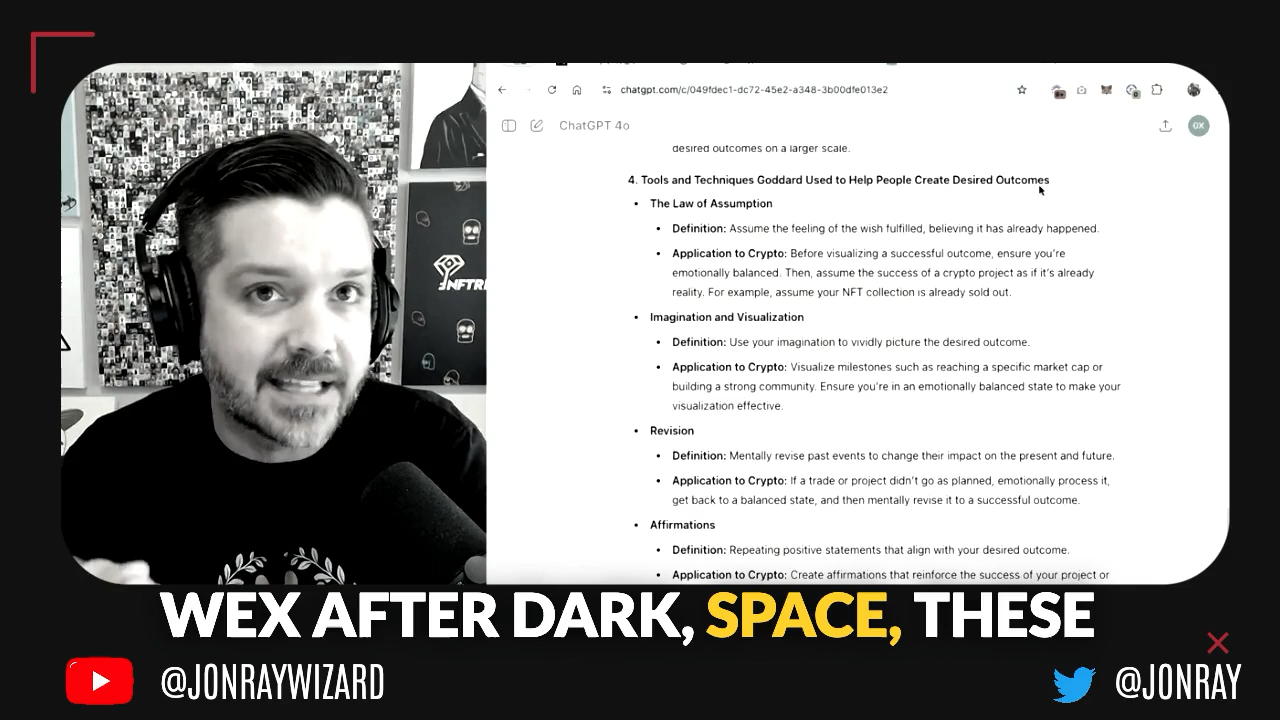 chatgpt.com/c/049fdec1-dc72-45e2-a348-3b00dfe013e2
ChatGPT 4o
OX
desired outcomes on a larger scale.
4. Tools and Techniques Goddard Used to Help People Create Desired Outcomes
• The Law of Assumption
• Definition: Assume the feeling of the wish fulfilled, believing it has already happened.
• Application to Crypto: Before visualizing a successful outcome, ensure you're
emotionally balanced. Then, assume the success of a crypto project as if it's already
reality. For example, assume your NFT collection is already sold out.
• Imagination and Visualization
• Definition: Use your imagination to vividly picture the desired outcome.
• Application to Crypto: Visualize milestones such as reaching a specific market cap or
building a strong community. Ensure you're in an emotionally balanced state to make your
visualization effective.
• Revision
• Definition: Mentally revise past events to change their impact on the present and future.
• Application to Crypto: If a trade or project didn't go as planned, emotionally process it,
get back to a balanced state, and then mentally revise it to a successful outcome.
• Affirmations
• Definition: Repeating positive statements that align with your desired outcome.
• Application to Crypto: Create affirmations that reinforce the success of your project or
WEX AFTER DARK, SPACE, THESE
@JONRAYWIZARD
@JONRAY